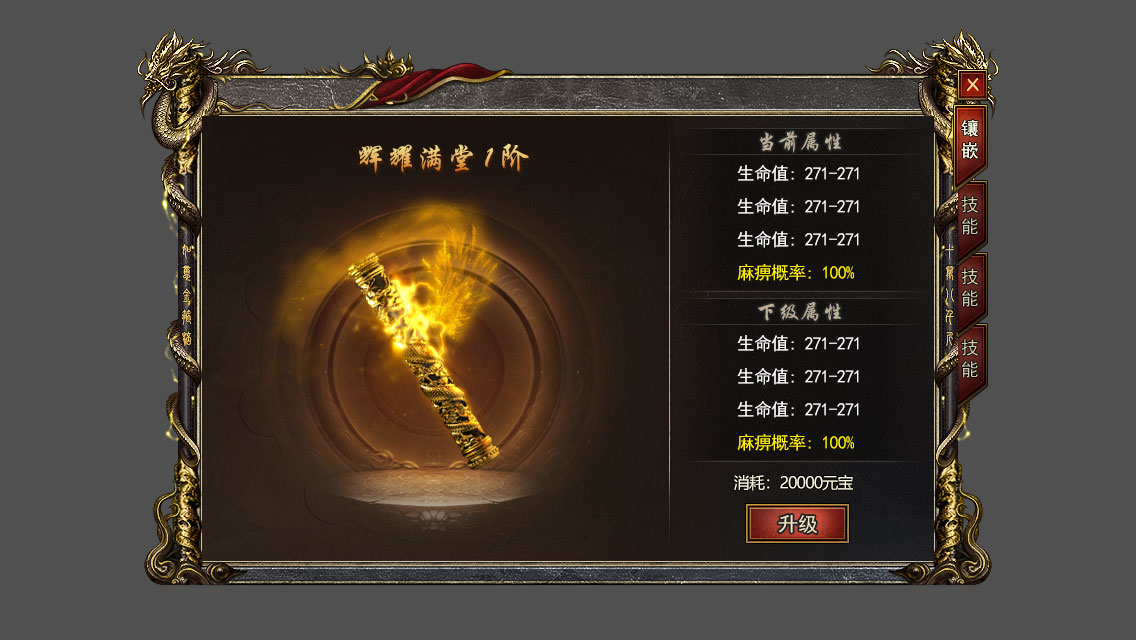 辉耀满堂1阶
当前属性
生命值：271-271
生命值：271-271
生命值：271-271
麻痹概率：100%
下级属性
生命值：271-271
生命值：271-271
生命值：271-271
麻痹概率：100%
消耗：20000元宝
升级
×
镶嵌
技能
技能
技能